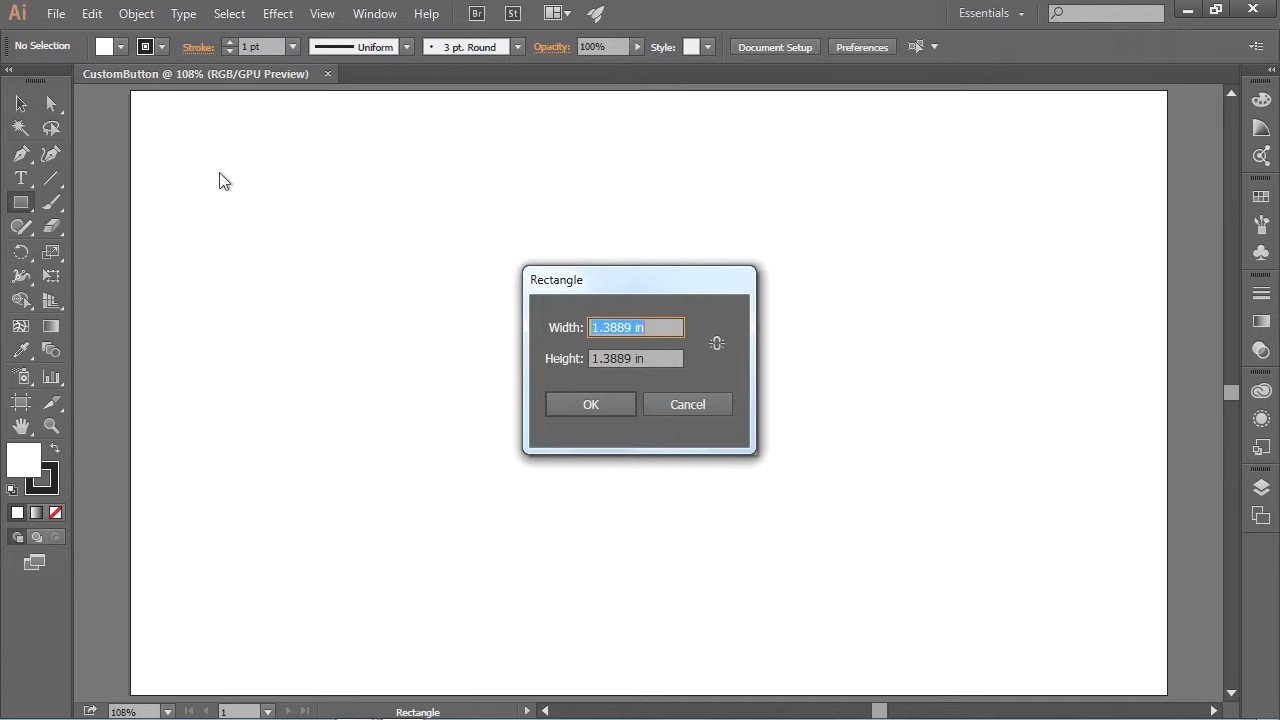 Ai File Edit Object Type Select Effect View Window Help Br St Essentials
No Selection Stroke: 1 pt Uniform 3 pt. Round Opacity: 100% Style: Document Setup Preferences
CustomButton @ 108% (RGB/GPU Preview)
T
Rectangle
Width: 1.3889 in
Height: 1.3889 in
OK Cancel
108% 1 Rectangle